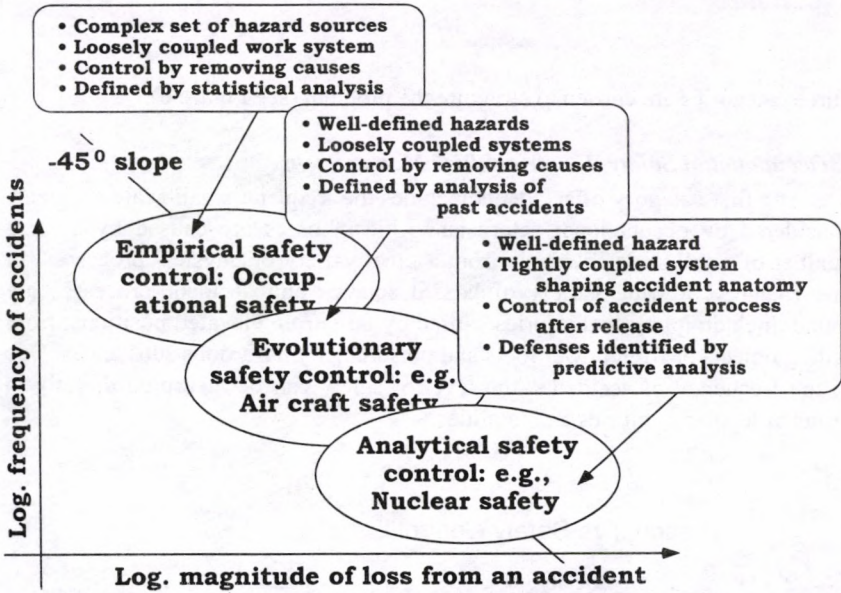 • Complex set of hazard sources
• Loosely coupled work system
• Control by removing causes
• Defined by statistical analysis
• Well-defined hazards
• Loosely coupled systems
• Control by removing causes
• Defined by analysis of
past accidents
-45⁰ slope
• Well-defined hazard
• Tightly coupled system
shaping accident anatomy
• Control of accident process
after release
• Defenses identified by
predictive analysis
Empirical safety
control: Occup
ational safety
Evolutionary
safety control: e.g.
Air craft safety
Analytical safety
control: e.g.,
Nuclear safety
Log. frequency of accidents
Log. magnitude of loss from an accident